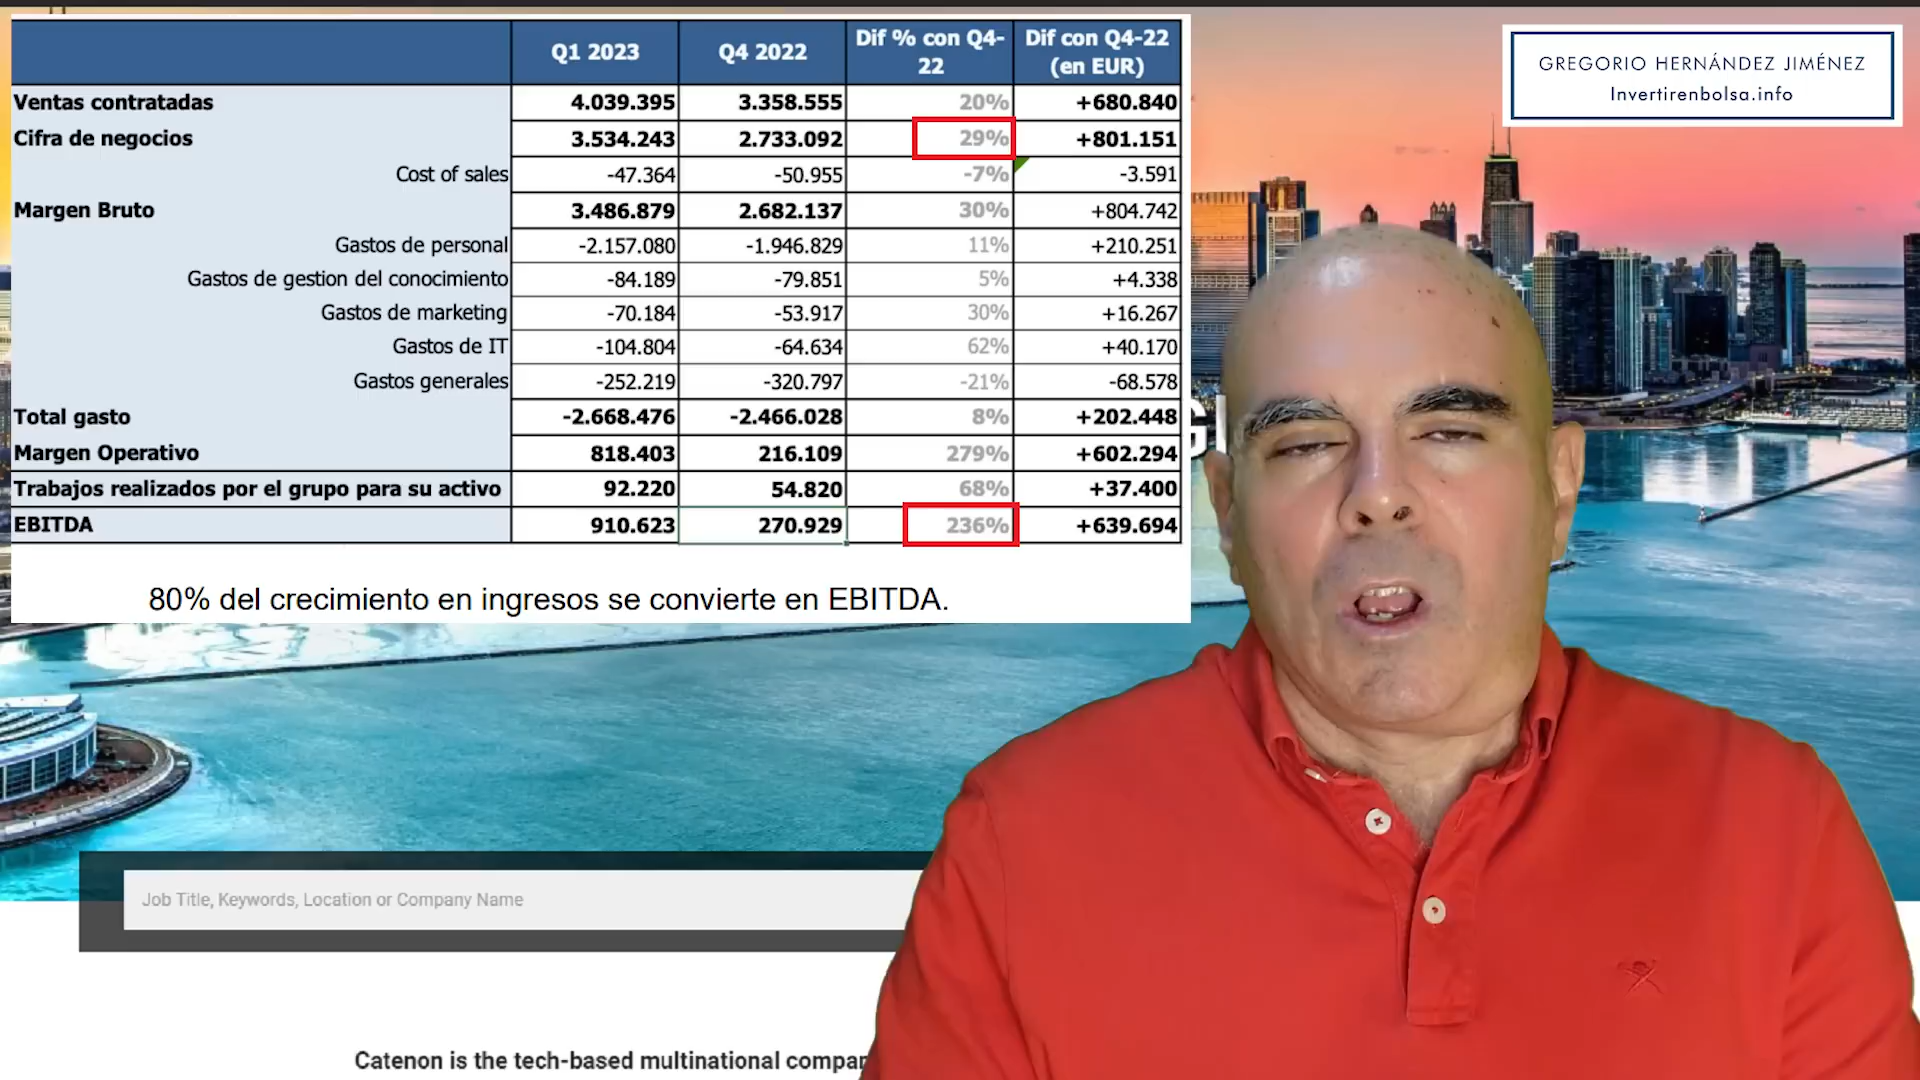 Q1 2023 Q4 2022 Dif % con Q4-22 Dif con Q4-22 (en EUR)
Ventas contratadas 4.039.395 3.358.555 20% +680.840
Cifra de negocios 3.534.243 2.733.092 29% +801.151
Cost of sales -47.364 -50.955 -7% -3.591
Margen Bruto 3.486.879 2.682.137 30% +804.742
Gastos de personal -2.157.080 -1.946.829 11% +210.251
Gastos de gestion del conocimiento -84.189 -79.851 5% +4.338
Gastos de marketing -70.184 -53.917 30% +16.267
Gastos de IT -104.804 -64.634 62% +40.170
Gastos generales -252.219 -320.797 -21% -68.578
Total gasto -2.668.476 -2.466.028 8% +202.448
Margen Operativo 818.403 216.109 279% +602.294
Trabajos realizados por el grupo para su activo 92.220 54.820 68% +37.400
EBITDA 910.623 270.929 236% +639.694
80% del crecimiento en ingresos se convierte en EBITDA.
GREGORIO HERNÁNDEZ JIMÉNEZ
Invertirenbolsa.info
Job Title, Keywords, Location or Company Name
Catenon is the tech-based multinational